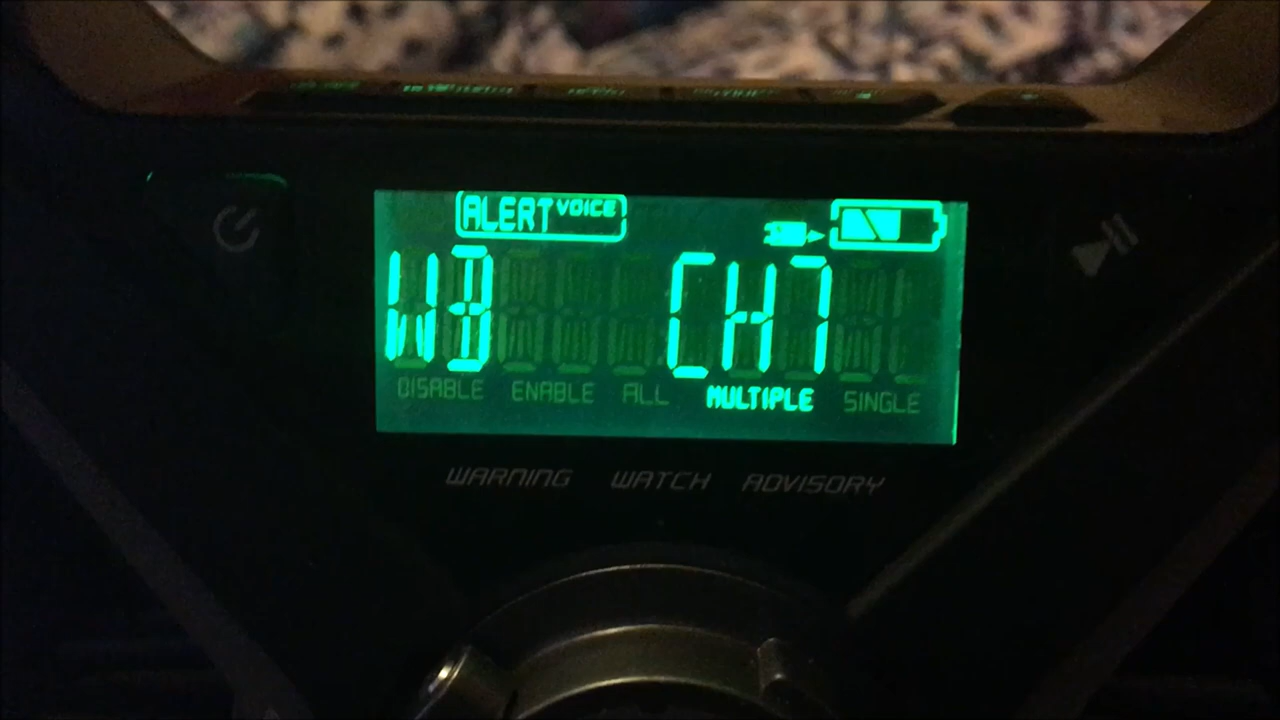 ALERT VOICE
WB CH7
DISABLE ENABLE ALL MULTIPLE SINGLE
WARNING WATCH ADVISORY